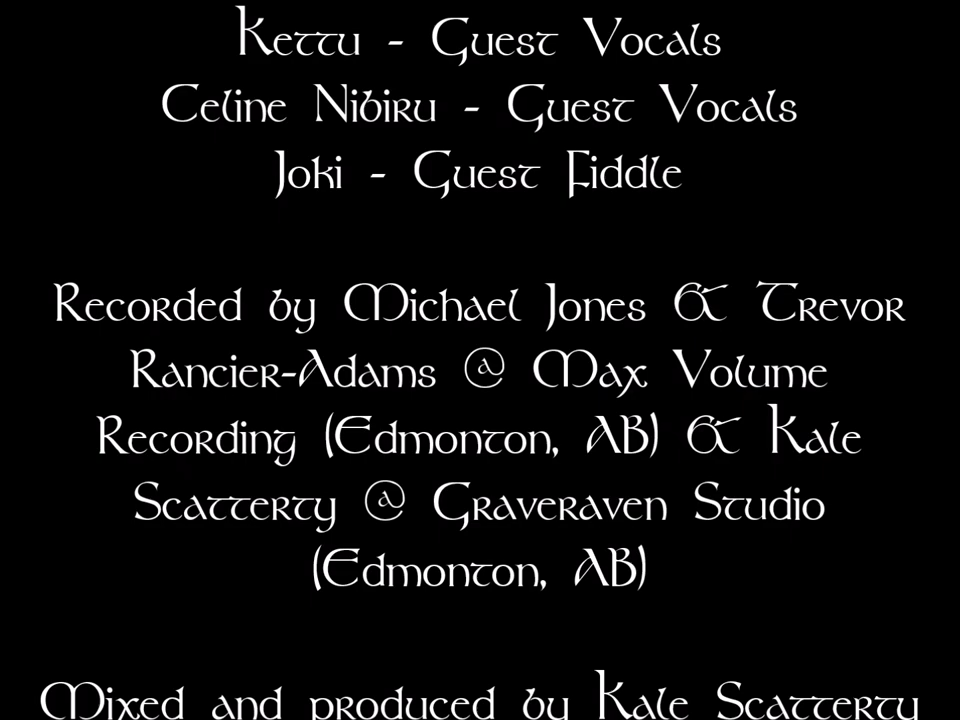 Kettu - Guest Vocals
Celine Nibiru - Guest Vocals
Joki - Guest Fiddle
Recorded by Michael Jones & Trevor
Rancier-Adams @ Max Volume
Recording (Edmonton, AB) & Kale
Scatterty @ Graveraven Studio
(Edmonton, AB)
Mixed and produced by Kale Scatterty